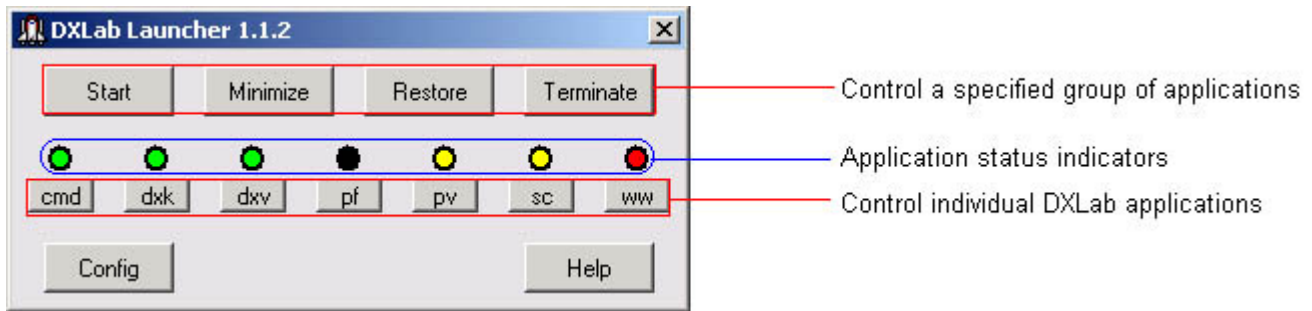 DXLab Launcher 1.1.2
Start Minimize Restore Terminate
Control a specified group of applications
Application status indicators
cmd dxk dxv pf pv sc ww
Control individual DXLab applications
Config Help